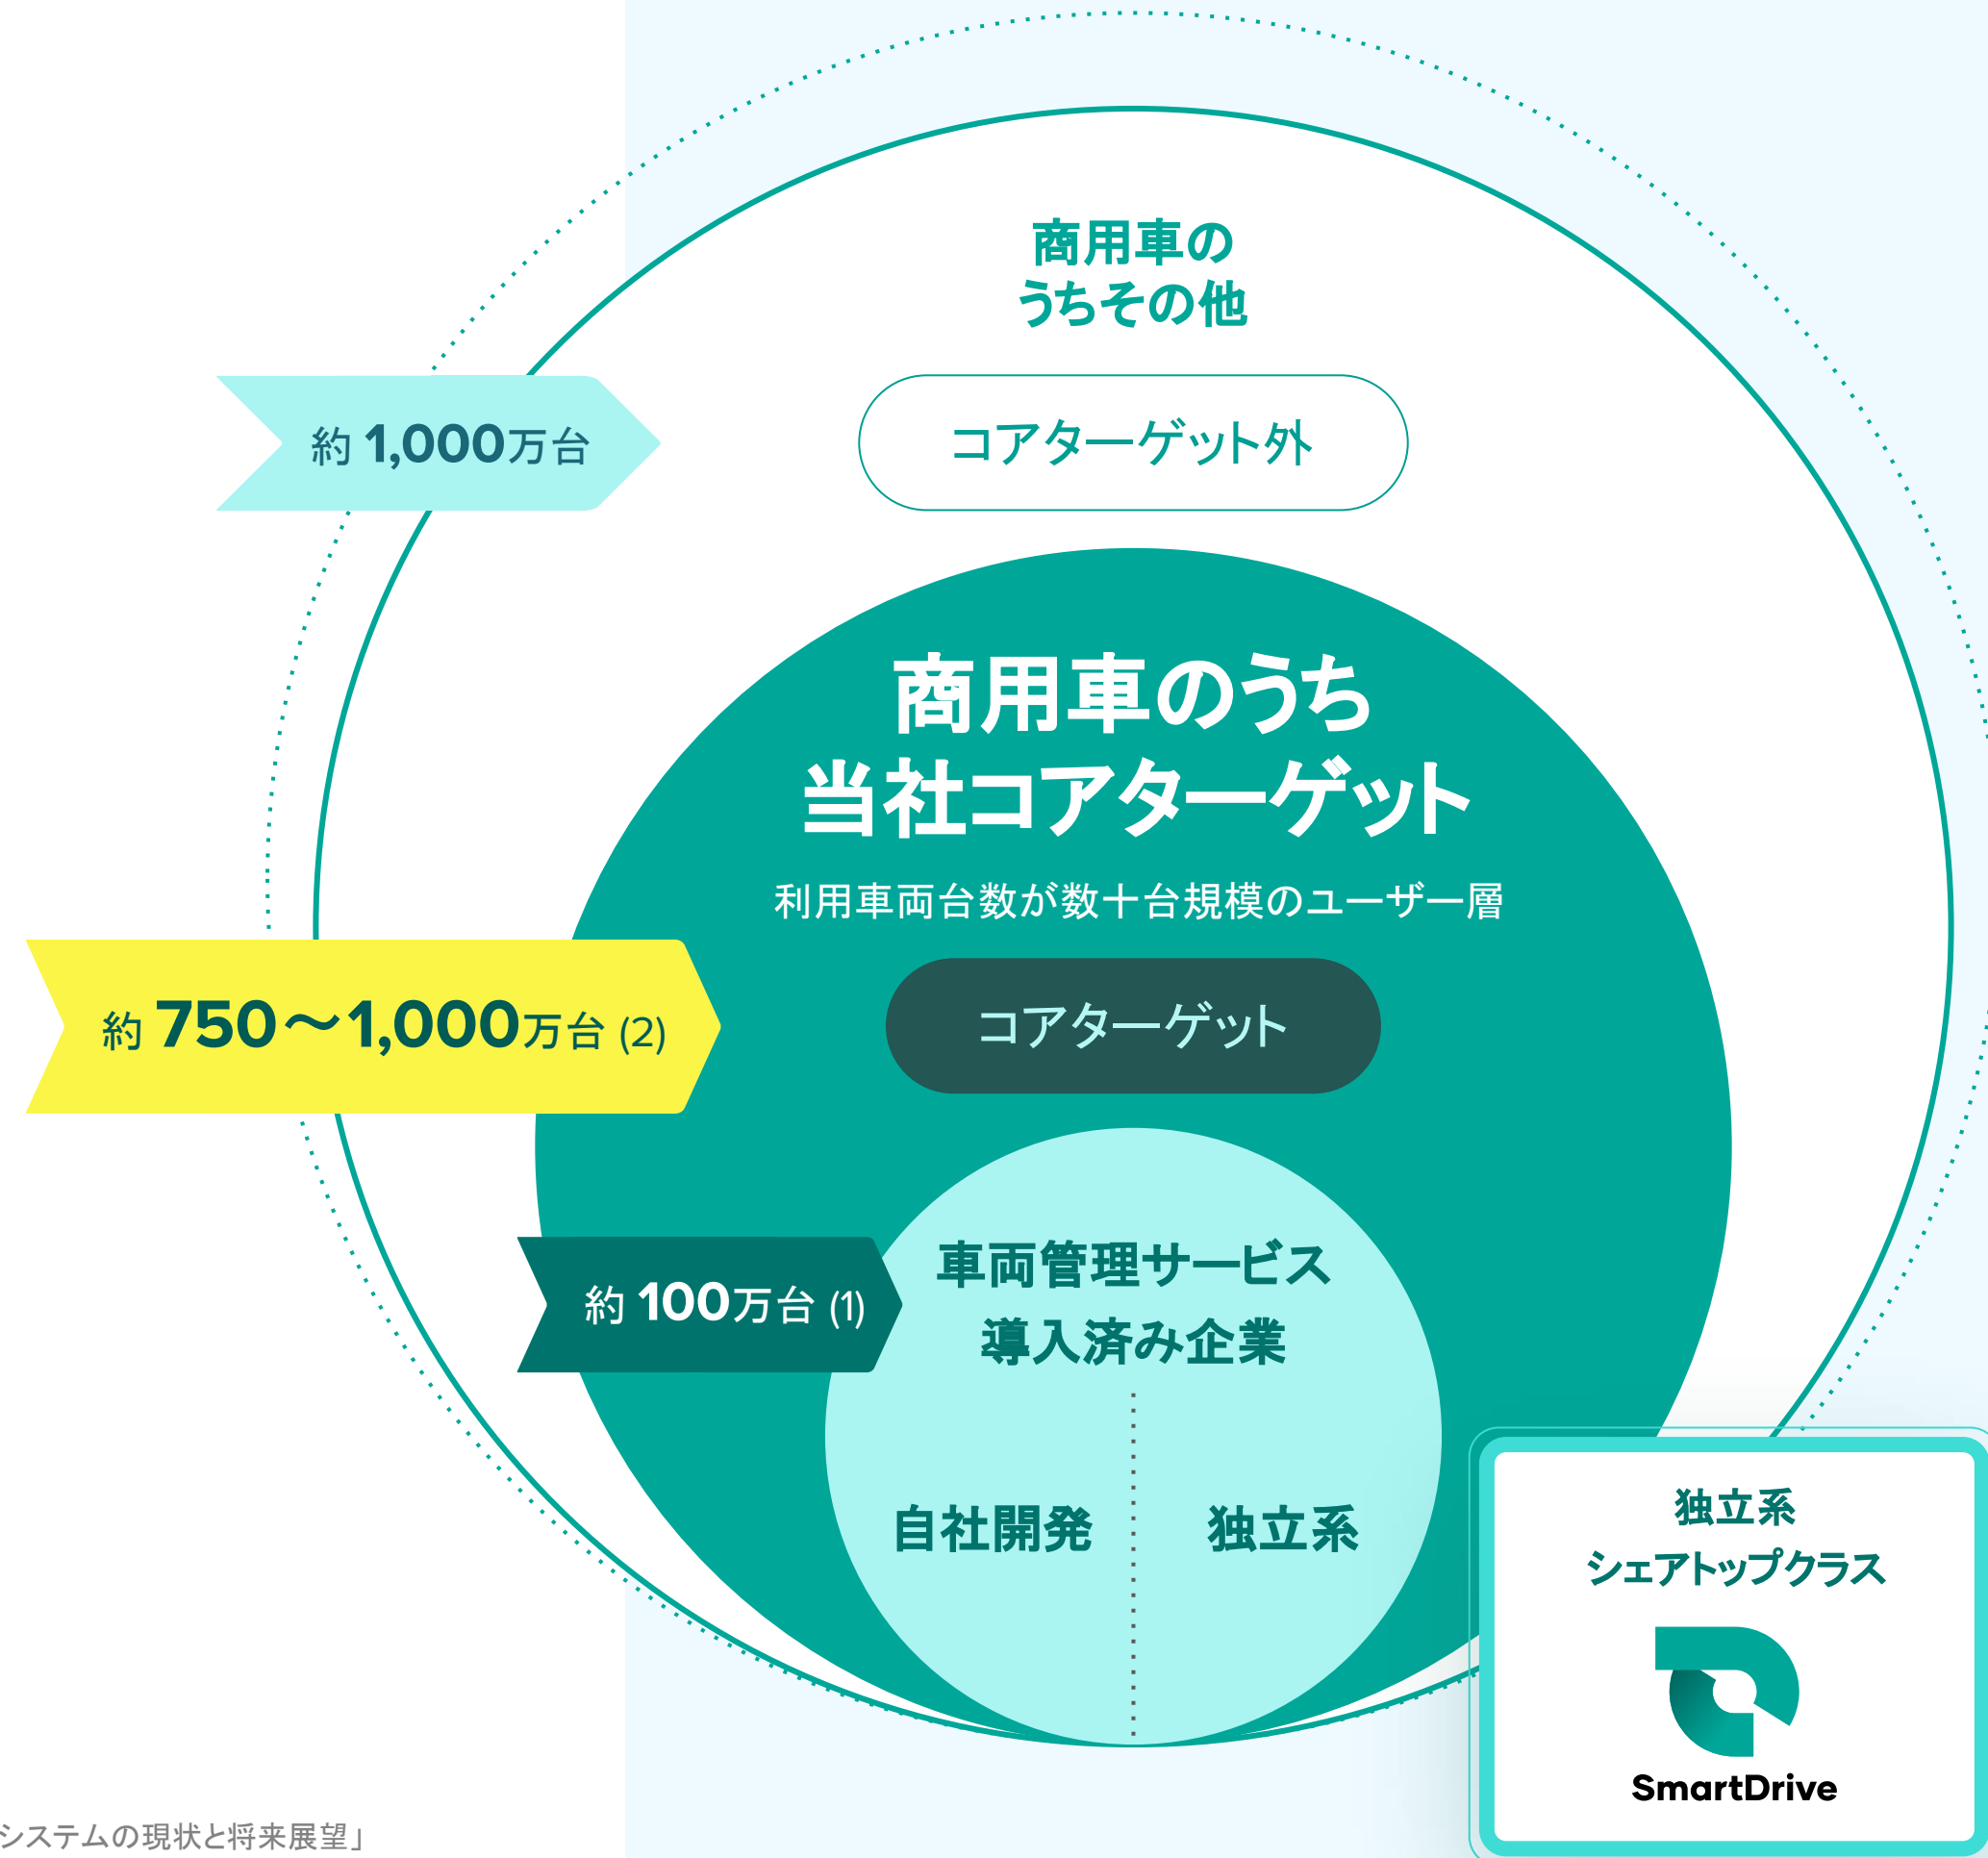 商用車の
うちその他
約 1,000万台
コアターゲット外
商用車のうち
当社コアターゲット
利用車両台数が数十台規模のユーザー層
約 750〜1,000万台 (2)
コアターゲット
約 100万台 (1)
車両管理サービス
導入済み企業
自社開発
独立系
独立系
シェアトップクラス
SmartDrive
システムの現状と将来展望」